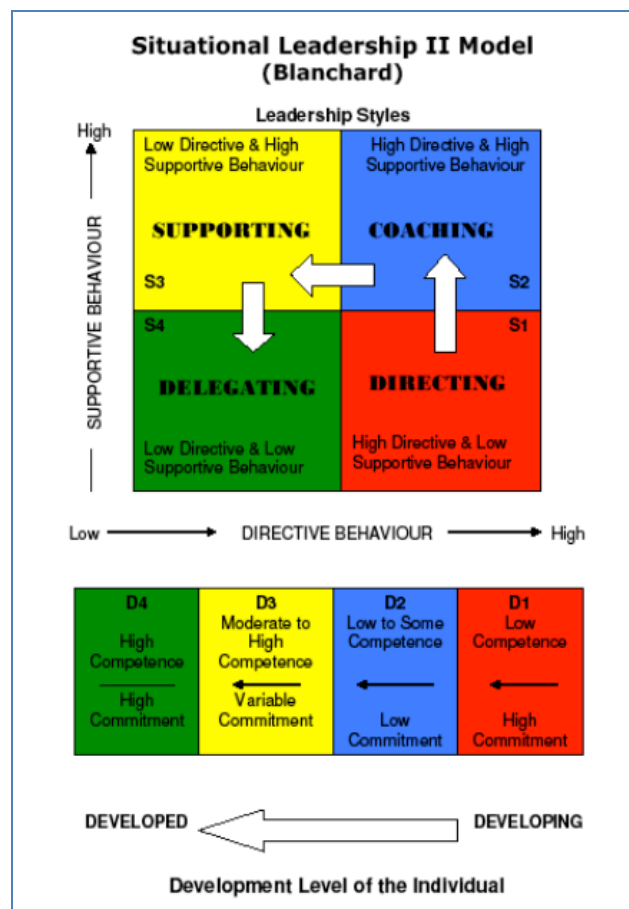 Situational Leadership II Model
(Blanchard)
Leadership Styles
High
Low Directive & High
Supportive Behaviour
High Directive & High
Supportive Behaviour
SUPPORTING
COACHING
S3
S2
SUPPORTIVE BEHAVIOUR
S4
S1
DELEGATING
DIRECTING
Low Directive & Low
Supportive Behaviour
High Directive & Low
Supportive Behaviour
Low
DIRECTIVE BEHAVIOUR
High
D4
High
Competence
High
Commitment
D3
Moderate to
High
Competence
Variable
Commitment
D2
Low to Some
Competence
Low
Commitment
D1
Low
Competence
High
Commitment
DEVELOPED
DEVELOPING
Development Level of the Individual